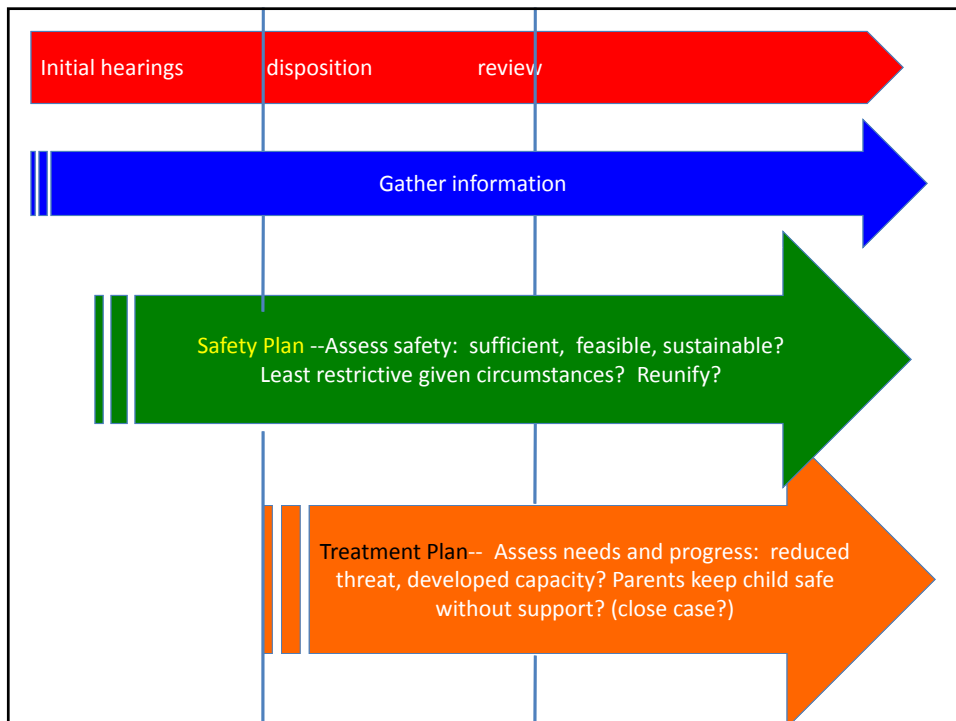 Initial hearings disposition review
Gather information
Safety Plan --Assess safety: sufficient, feasible, sustainable?
Least restrictive given circumstances? Reunify?
Treatment Plan-- Assess needs and progress: reduced
threat, developed capacity? Parents keep child safe
without support? (close case?)